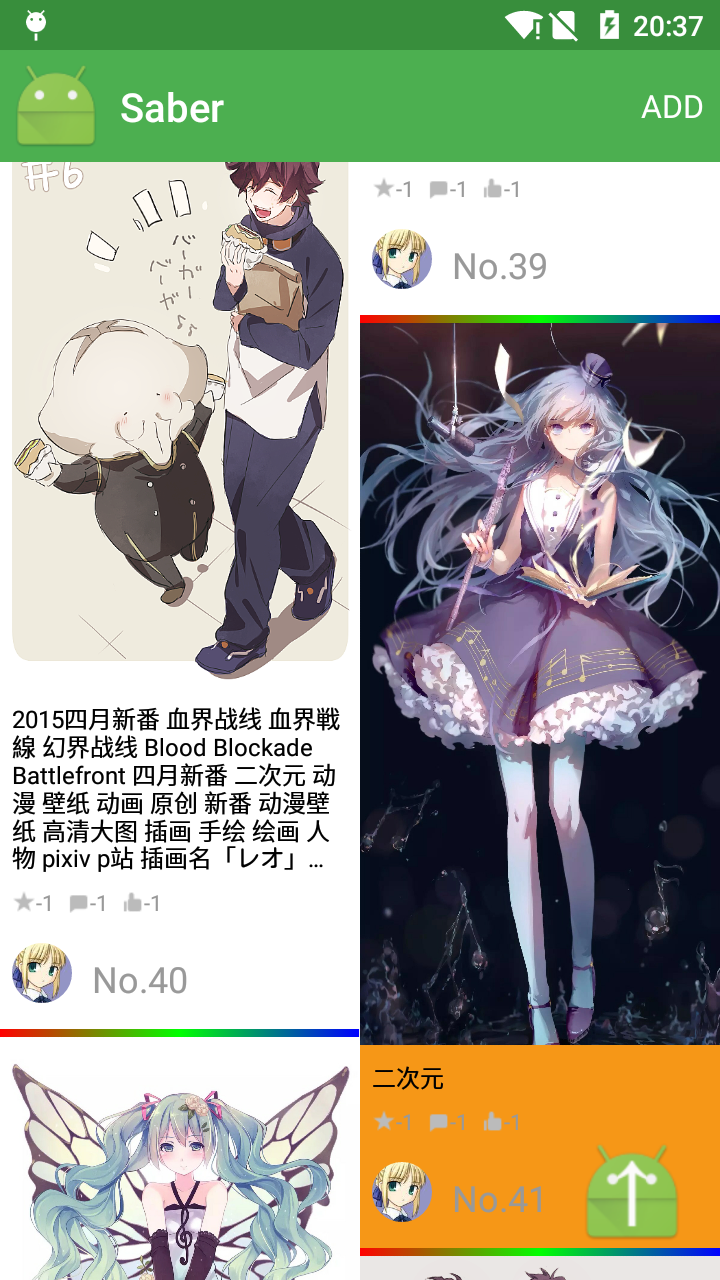 20:37
Saber
ADD
#6
バーガー
バーガー♪♪
2015四月新番 血界战线 血界戦
線 幻界战线 Blood Blockade
Battlefront 四月新番 二次元 动
漫 壁纸 动画 原创 新番 动漫壁
纸 高清大图 插画 手绘 绘画 人
物 pixiv p站 插画名「レオ」...
-1 -1 -1
No.40
-1 -1 -1
No.39
二次元
-1 -1 -1
No.41